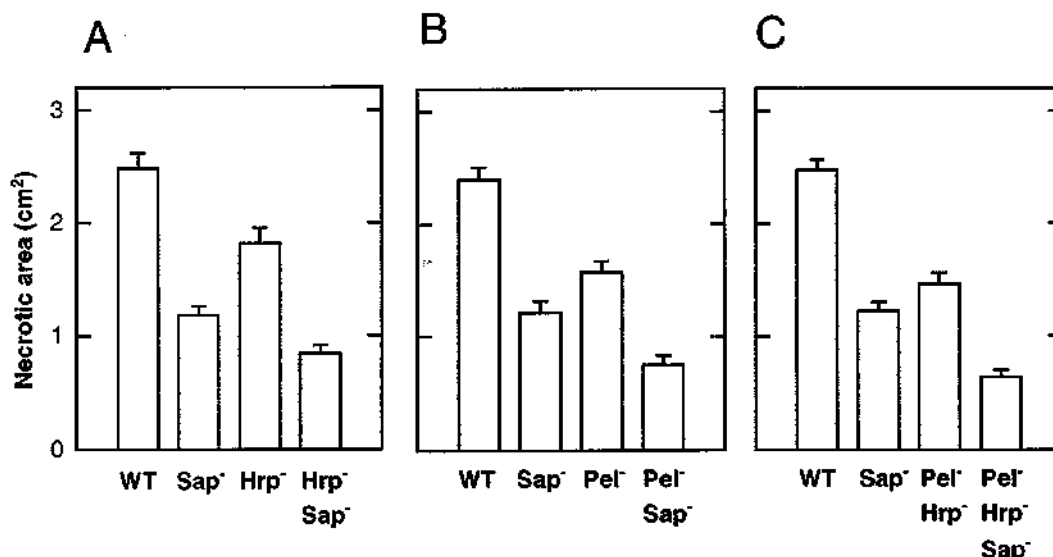 A
B
C
3
2
1
0
Necrotic area (cm²)
WT Sap⁻ Hrp⁻ Hrp⁻
Sap⁻
WT Sap⁻ Pel⁻ Pel⁻
Sap⁻
WT Sap⁻ Pel⁻ Pel⁻
Hrp⁻ Hrp⁻
Sap⁻